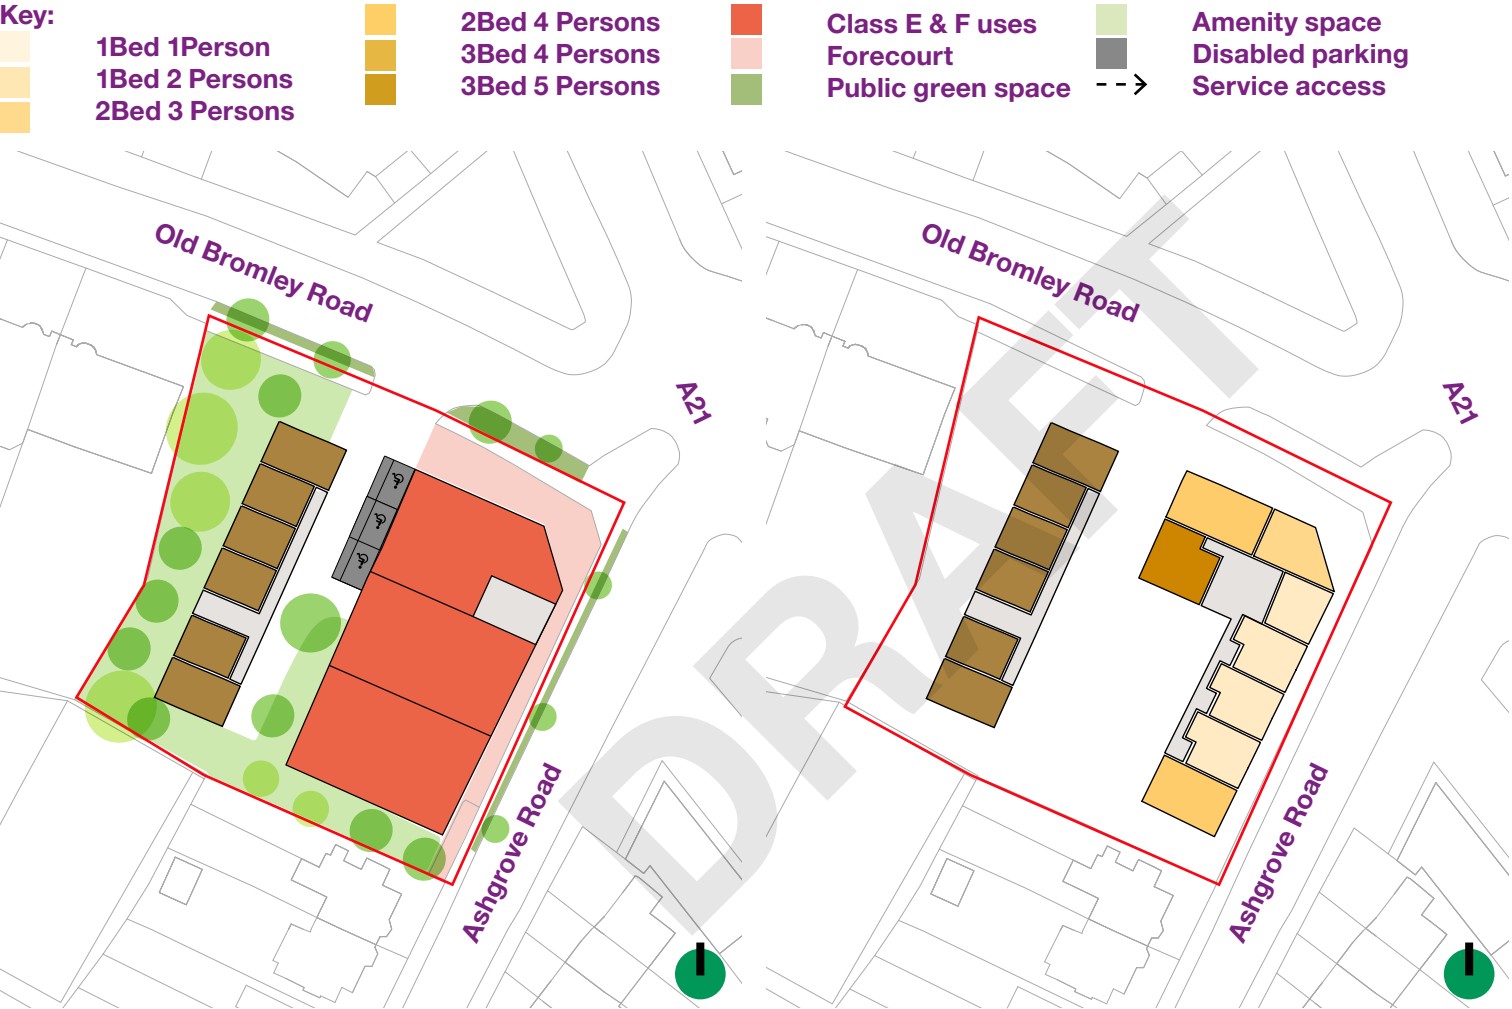 Key:
1Bed 1Person
1Bed 2 Persons
2Bed 3 Persons
2Bed 4 Persons
3Bed 4 Persons
3Bed 5 Persons
Class E & F uses
Forecourt
Public green space
Amenity space
Disabled parking
Service access
Old Bromley Road
A21
Ashgrove Road
Old Bromley Road
A21
Ashgrove Road
DRAFT